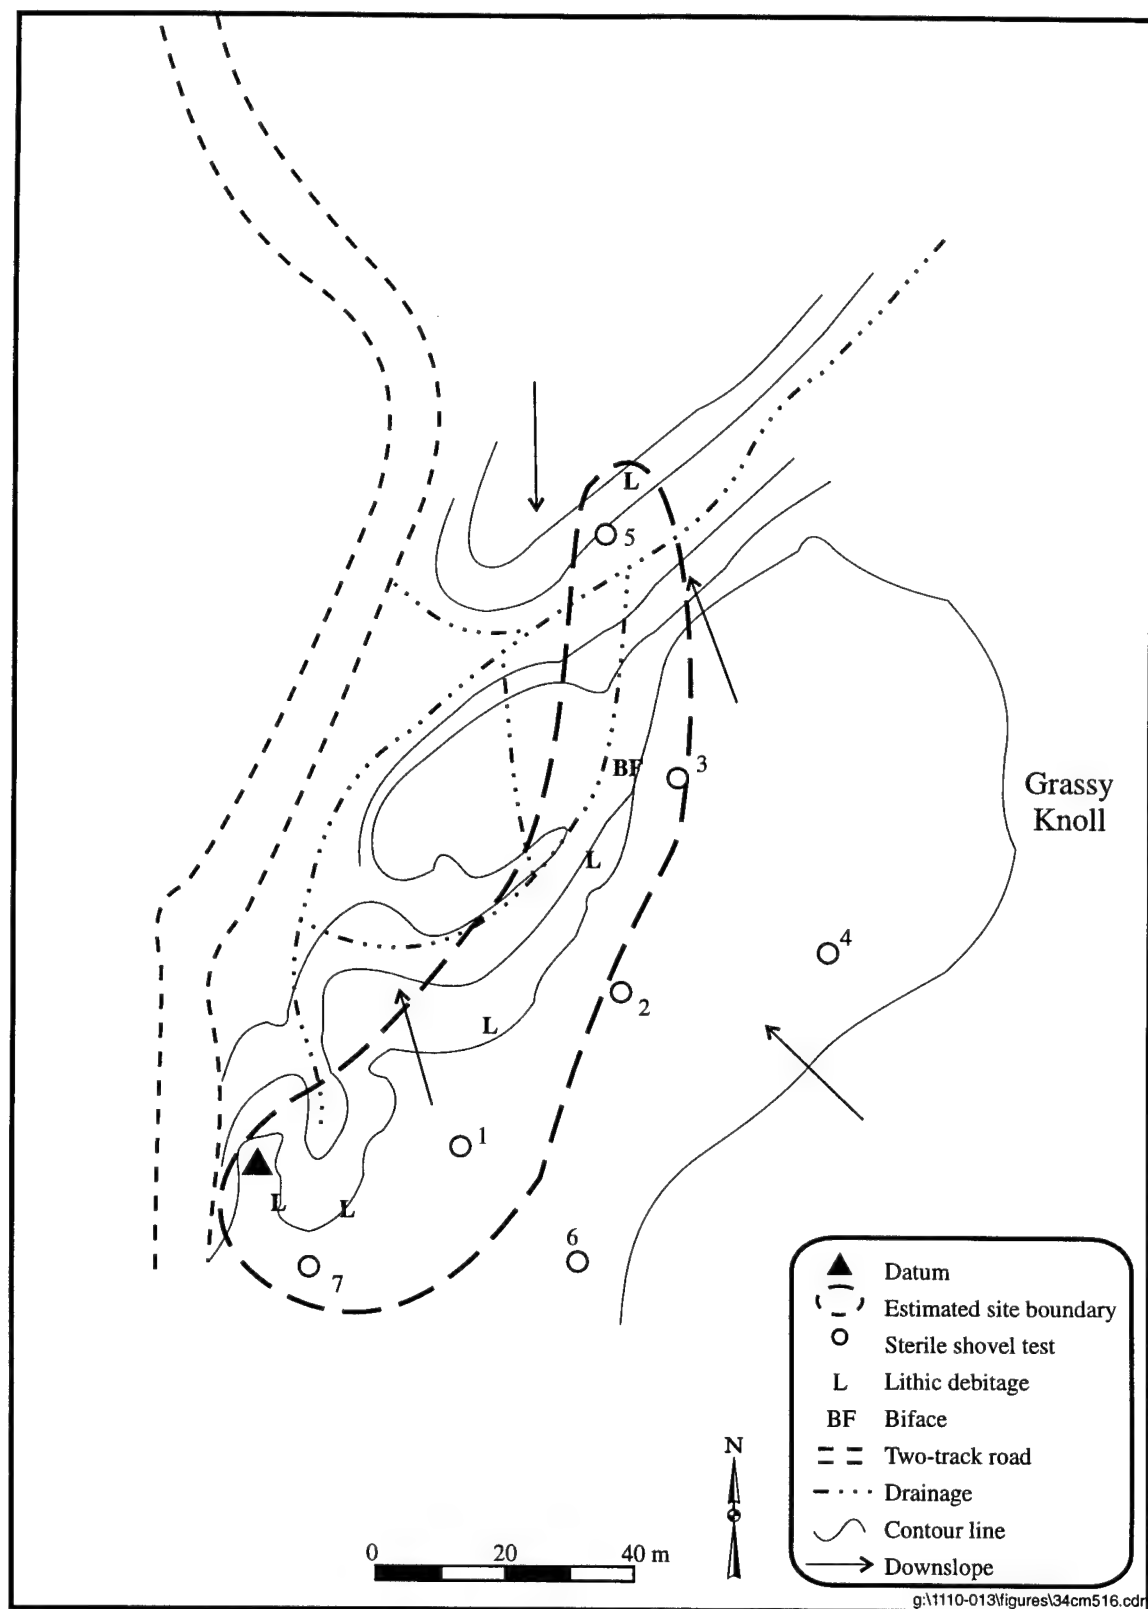 L
5
BF
3
Grassy
Knoll
L
4
2
L
1
L
L
6
7
Datum
Estimated site boundary
Sterile shovel test
L Lithic debitage
BF Biface
Two-track road
Drainage
Contour line
Downslope
N
0 20 40 m
g:\1110-013\figures\34cm516.cdr